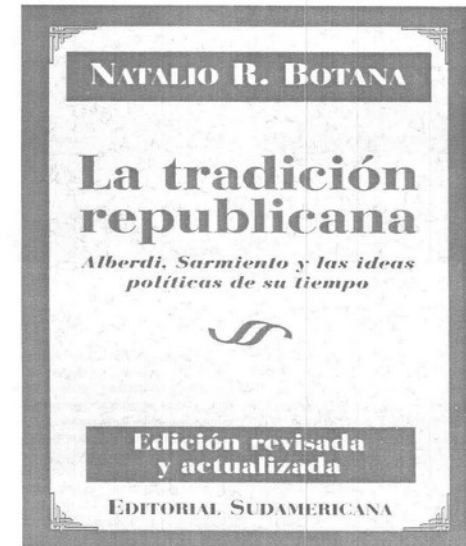 NATALIO R. BOTANA
La tradición
republicana
Alberdi, Sarmiento y las ideas
políticas de su tiempo
Edición revisada
y actualizada
EDITORIAL SUDAMERICANA